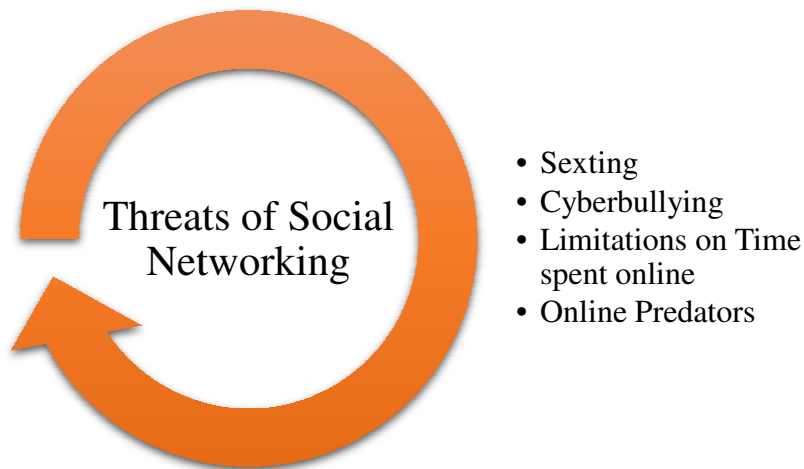 Threats of Social
Networking
• Sexting
• Cyberbullying
• Limitations on Time
spent online
• Online Predators